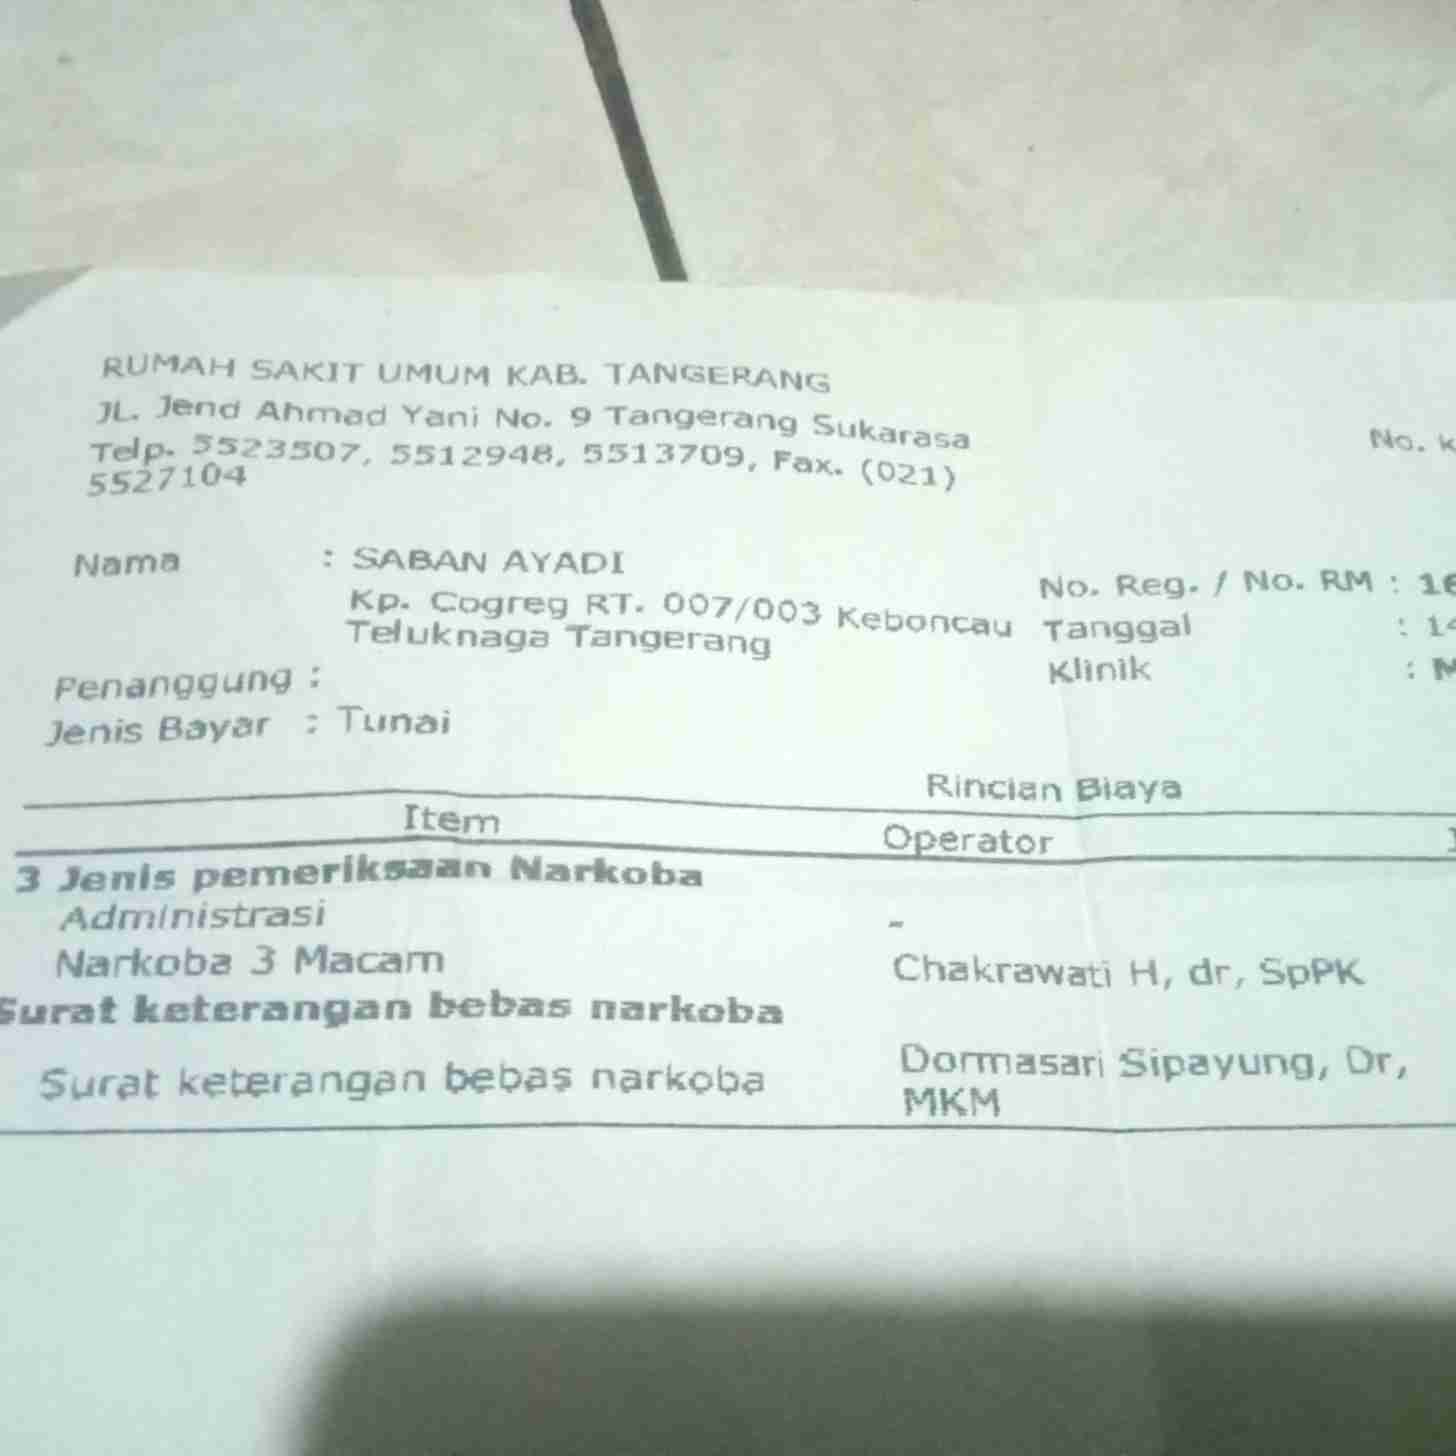 RUMAH SAKIT UMUM KAB. TANGERANG
JL. Jend Ahmad Yani No. 9 Tangerang Sukarasa
Telp. 5523507, 5512948, 5513709, Fax. (021)
5527104
No.
Nama : SABAN AYADI
Kp. Cogreg RT. 007/003 Keboncau
Teluknaga Tangerang
No. Reg. / No. RM :
Tanggal : 14
Klinik : M
Penanggung :
Jenis Bayar : Tunai
Rincian Biaya
Item Operator
3 Jenis pemeriksaan Narkoba
Administrasi -
Narkoba 3 Macam Chakrawati H, dr, SpPK
Surat keterangan bebas narkoba
Surat keterangan bebas narkoba Dormasari Sipayung, Dr,
MKM